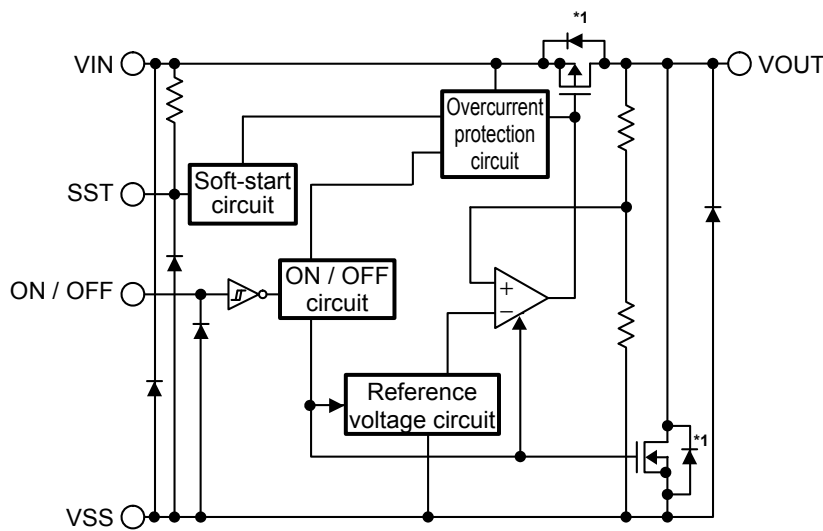 *1
VIN
VOUT
Overcurrent
protection
circuit
SST
Soft-start
circuit
ON / OFF
ON / OFF
circuit
+
−
Reference
voltage circuit
*1
VSS